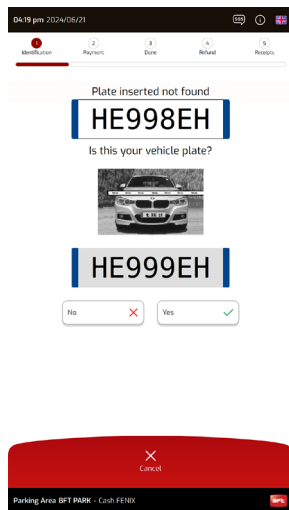 04:19 pm 2024/06/21
SOS
1 2 3 4 5
Identification Payment Done Refund Receipts
Plate inserted not found
HE998EH
Is this your vehicle plate?
HE999EH
No Yes
Cancel
Parking Area BFT PARK - Cash FENIX
BFT